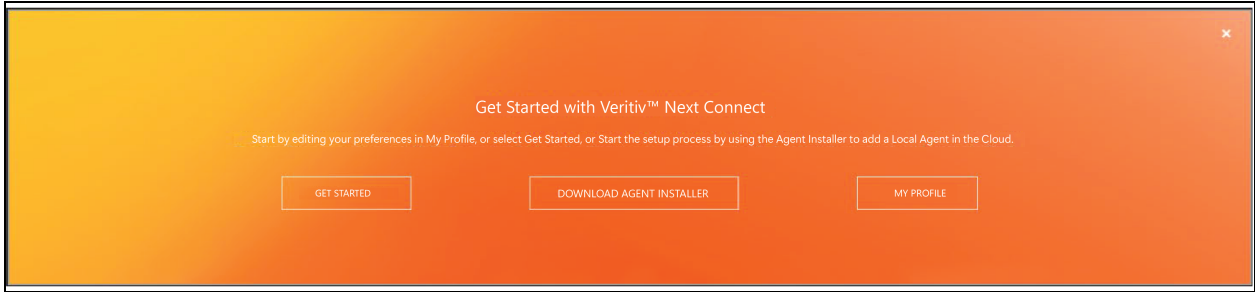 Get Started with Veritiv™ Next Connect
Start by editing your preferences in My Profile, or select Get Started, or Start the setup process by using the Agent Installer to add a Local Agent in the Cloud.
GET STARTED
DOWNLOAD AGENT INSTALLER
MY PROFILE